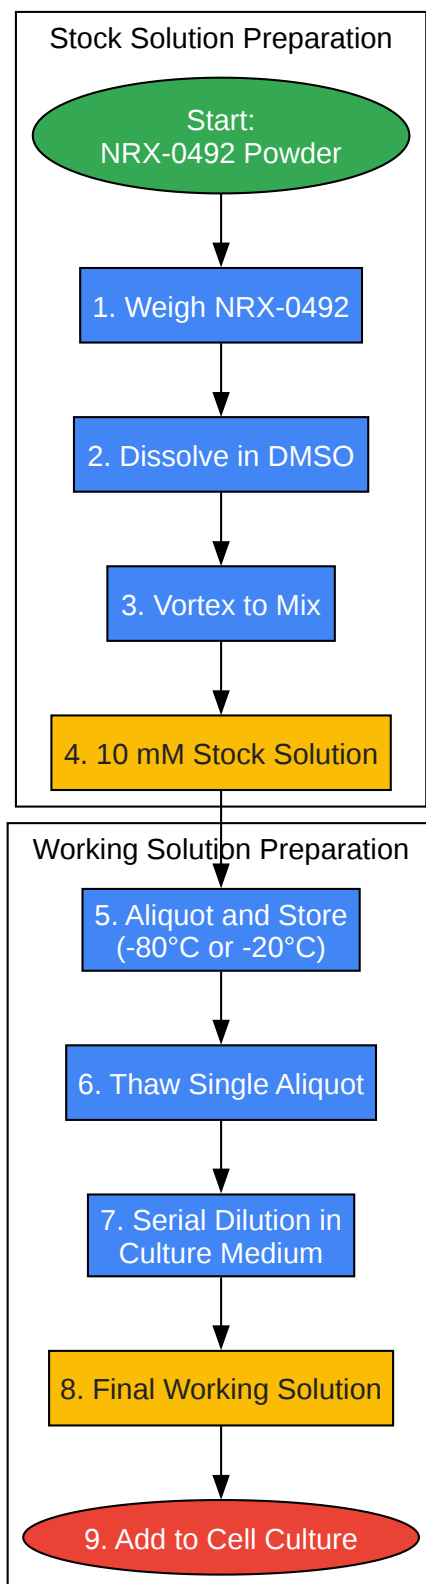 Stock Solution Preparation
Start:
NRX-0492 Powder
1. Weigh NRX-0492
2. Dissolve in DMSO
3. Vortex to Mix
4. 10 mM Stock Solution
Working Solution Preparation
5. Aliquot and Store
(-80°C or -20°C)
6. Thaw Single Aliquot
7. Serial Dilution in
Culture Medium
8. Final Working Solution
9. Add to Cell Culture